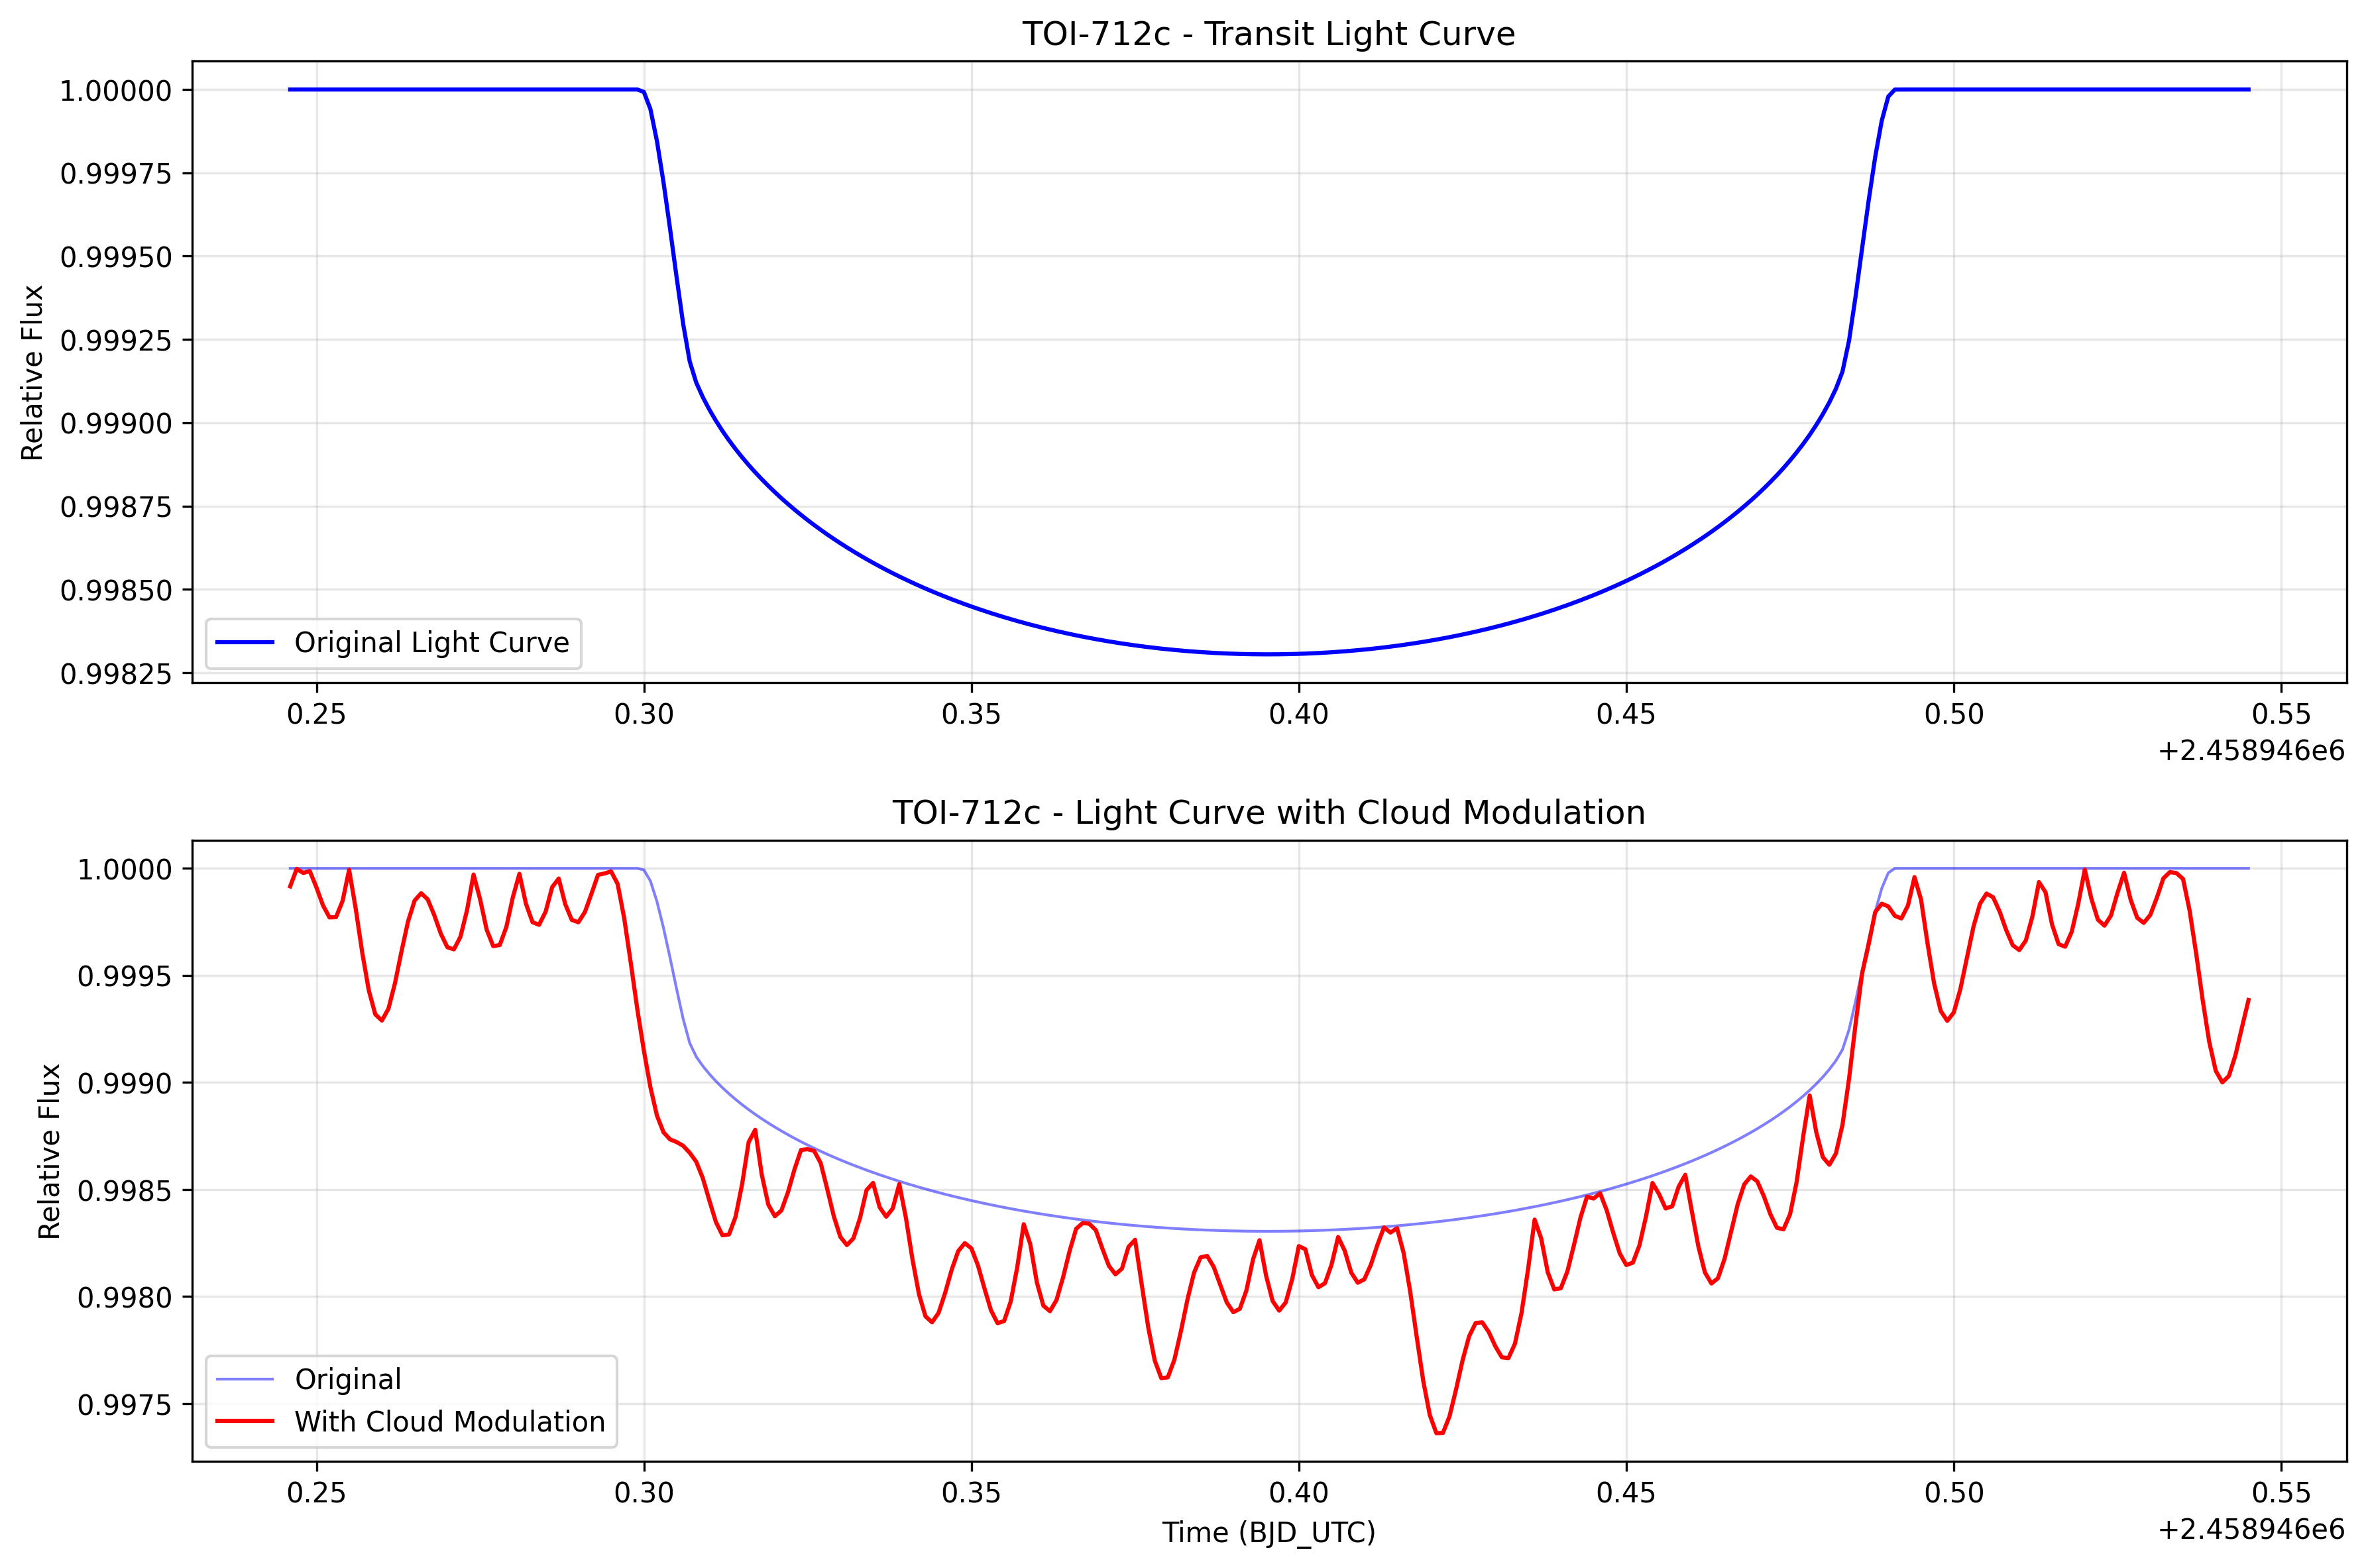 TOI-712c - Transit Light Curve
Relative Flux
1.00000
0.99975
0.99950
0.99925
0.99900
0.99875
0.99850
0.99825
Original Light Curve
0.25 0.30 0.35 0.40 0.45 0.50 0.55
+2.458946e6
TOI-712c - Light Curve with Cloud Modulation
Relative Flux
1.0000
0.9995
0.9990
0.9985
0.9980
0.9975
Original
With Cloud Modulation
0.25 0.30 0.35 0.40 0.45 0.50 0.55
Time (BJD_UTC)
+2.458946e6